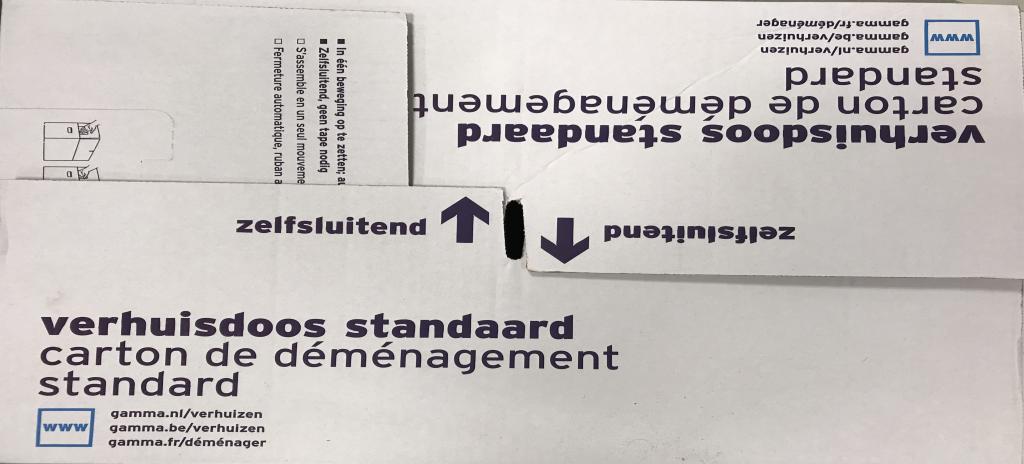 ■ In één beweging op te zetten;
■ Zelfsluitend, geen tape nodig
□ S'assemble en un seul
□ Fermeture automatique, ruban
www
gamma.nl/verhuizen
gamma.be/verhuizen
gamma.fr/déménager
verhuisdoos standaard
carton de déménagement
standard
zelfsluitend
zelfsluitend
verhuisdoos standaard
carton de déménagement
standard
www
gamma.nl/verhuizen
gamma.be/verhuizen
gamma.fr/déménager